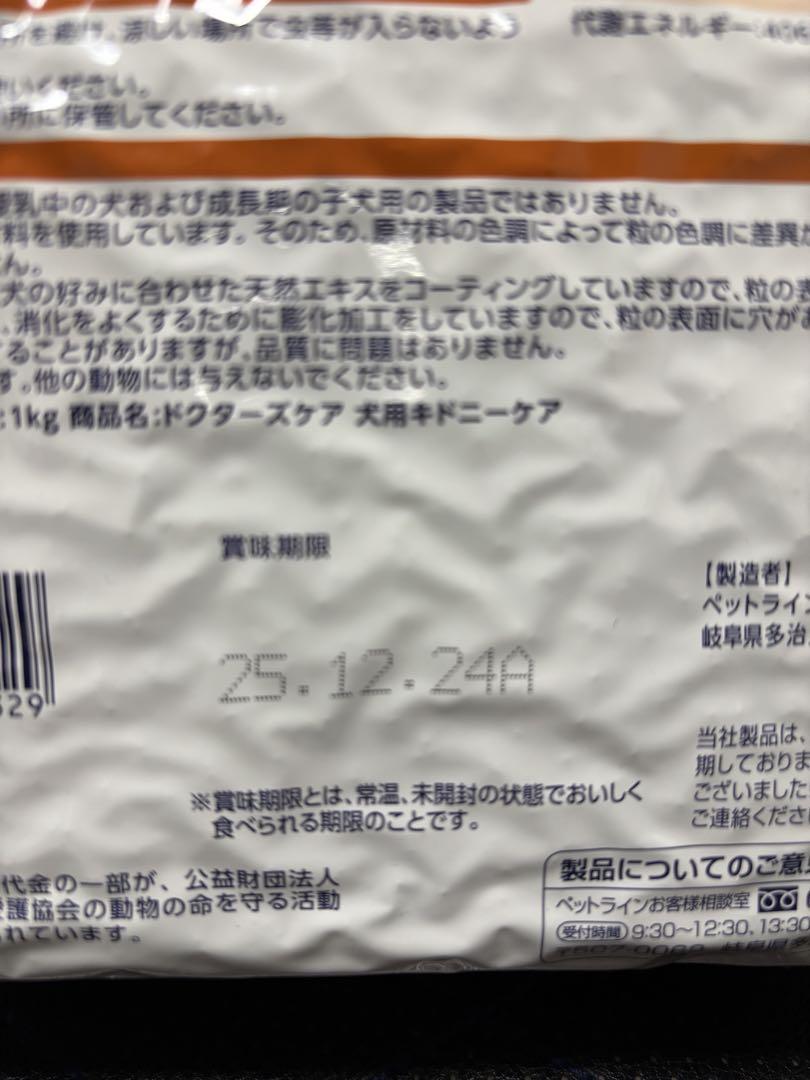 涼しい場所で虫等が入らないよう
代謝エネルギー:
ください。
所に保管してください。
乳中の犬および成長期の子犬用の製品ではありません。
料を使用しています。そのため、原材料の色調によって粒の色調に差異が
ん。
犬の好みに合わせた天然エキスをコーティングしていますので、粒の表
、消化をよくするために膨化加工をしていますので、粒の表面に穴があ
ることがありますが、品質に問題はありません。
す。他の動物には与えないでください。
:1kg 商品名:ドクターズケア 犬用キドニーケア
賞味期限
【製造者】
ペットライン
岐阜県多治
25.12.24A
529
当社製品は、
期しておりま
ございました
ご連絡くださ
※賞味期限とは、常温、未開封の状態でおいしく
食べられる期限のことです。
代金の一部が、公益財団法人
愛護協会の動物の命を守る活動
れています。
製品についてのご意見
ペットラインお客様相談室
受付時間 9:30〜12:30、13:30